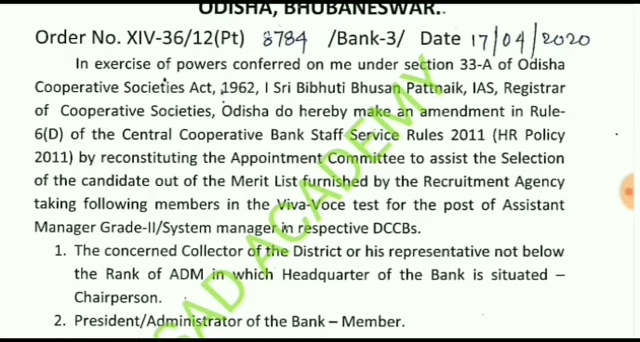 ODISHA, BHUBANESWAR.
Order No. XIV-36/12(Pt) 8784 /Bank-3/ Date 17/04/2020
In exercise of powers conferred on me under section 33-A of Odisha
Cooperative Societies Act, 1962, I Sri Bibhuti Bhusan Pattnaik, IAS, Registrar
of Cooperative Societies, Odisha do hereby make an amendment in Rule-
6(D) of the Central Cooperative Bank Staff Service Rules 2011 (HR Policy
2011) by reconstituting the Appointment Committee to assist the Selection
of the candidate out of the Merit List furnished by the Recruitment Agency
taking following members in the Viva-Voce test for the post of Assistant
Manager Grade-II/System manager in respective DCCBs.
1. The concerned Collector of the District or his representative not below
the Rank of ADM in which Headquarter of the Bank is situated –
Chairperson.
2. President/Administrator of the Bank – Member.
SAD ACADEMY